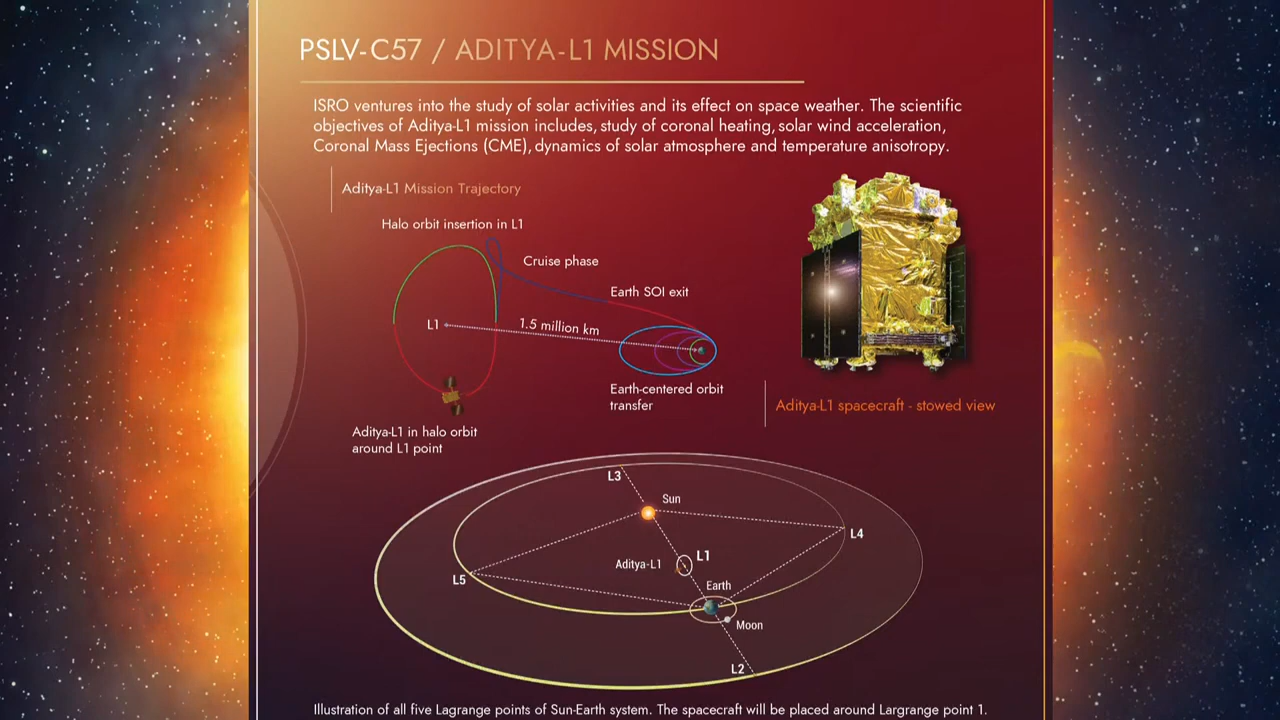 PSLV-C57 / ADITYA-L1 MISSION
ISRO ventures into the study of solar activities and its effect on space weather. The scientific
objectives of Aditya-L1 mission includes, study of coronal heating, solar wind acceleration,
Coronal Mass Ejections (CME), dynamics of solar atmosphere and temperature anisotropy.
Aditya-L1 Mission Trajectory
Halo orbit insertion in L1
Cruise phase
Earth SOI exit
L1
1.5 million km
Earth-centered orbit
transfer
Aditya-L1 spacecraft - stowed view
Aditya-L1 in halo orbit
around L1 point
L3
Sun
L4
L1
Aditya-L1
L5
Earth
Moon
L2
Illustration of all five Lagrange points of Sun-Earth system. The spacecraft will be placed around Largrange point 1.